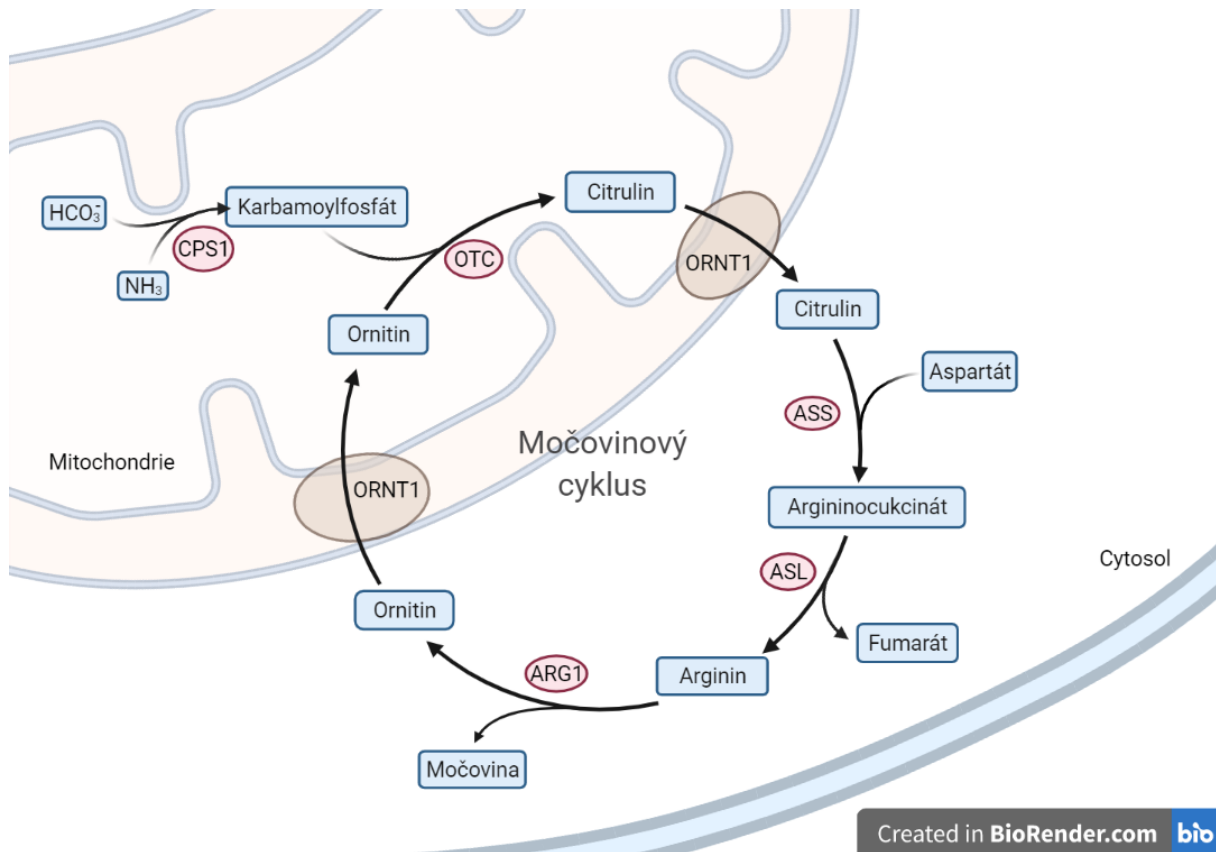 HCO₃⁻
Karbamoylfosfát
CPS1
NH₃
OTC
Citrulin
ORNT1
Citrulin
Ornitin
Aspartát
ASS
Močovinový
cyklus
Mitochondrie
ORNT1
Argininocukcinát
ASL
Cytosol
Ornitin
Fumarát
ARG1
Arginin
Močovina
Created in BioRender.com bio